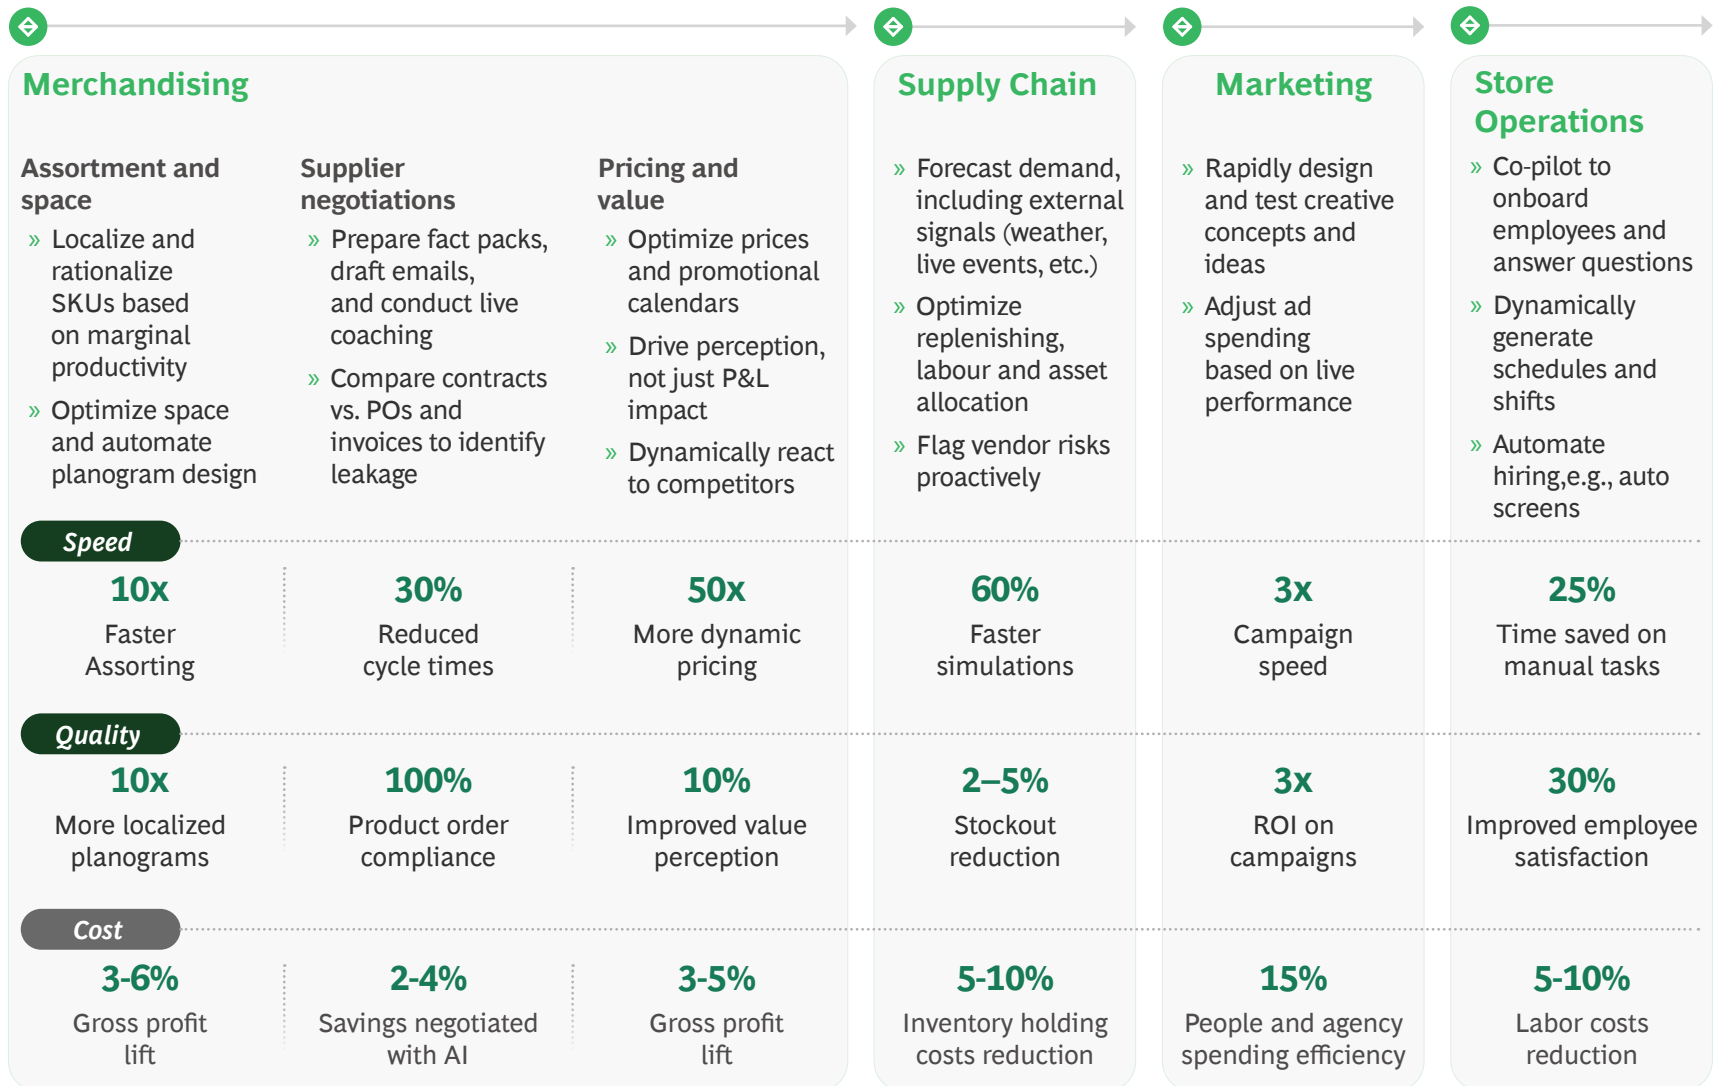 Merchandising
Assortment and
space
» Localize and
rationalize
SKUs based
on marginal
productivity
» Optimize space
and automate
planogram design
Supplier
negotiations
» Prepare fact packs,
draft emails,
and conduct live
coaching
» Compare contracts
vs. POs and
invoices to identify
leakage
Pricing and
value
» Optimize prices
and promotional
calendars
» Drive perception,
not just P&L
impact
» Dynamically react
to competitors
Supply Chain
» Forecast demand,
including external
signals (weather,
live events, etc.)
» Optimize
replenishing,
labour and asset
allocation
» Flag vendor risks
proactively
Marketing
» Rapidly design
and test creative
concepts and
ideas
» Adjust ad
spending
based on live
performance
Store
Operations
» Co-pilot to
onboard
employees and
answer questions
» Dynamically
generate
schedules and
shifts
» Automate
hiring,e.g., auto
screens
Speed
10x
Faster
Assorting
30%
Reduced
cycle times
50x
More dynamic
pricing
60%
Faster
simulations
3x
Campaign
speed
25%
Time saved on
manual tasks
Quality
10x
More localized
planograms
100%
Product order
compliance
10%
Improved value
perception
2–5%
Stockout
reduction
3x
ROI on
campaigns
30%
Improved employee
satisfaction
Cost
3-6%
Gross profit
lift
2-4%
Savings negotiated
with AI
3-5%
Gross profit
lift
5-10%
Inventory holding
costs reduction
15%
People and agency
spending efficiency
5-10%
Labor costs
reduction